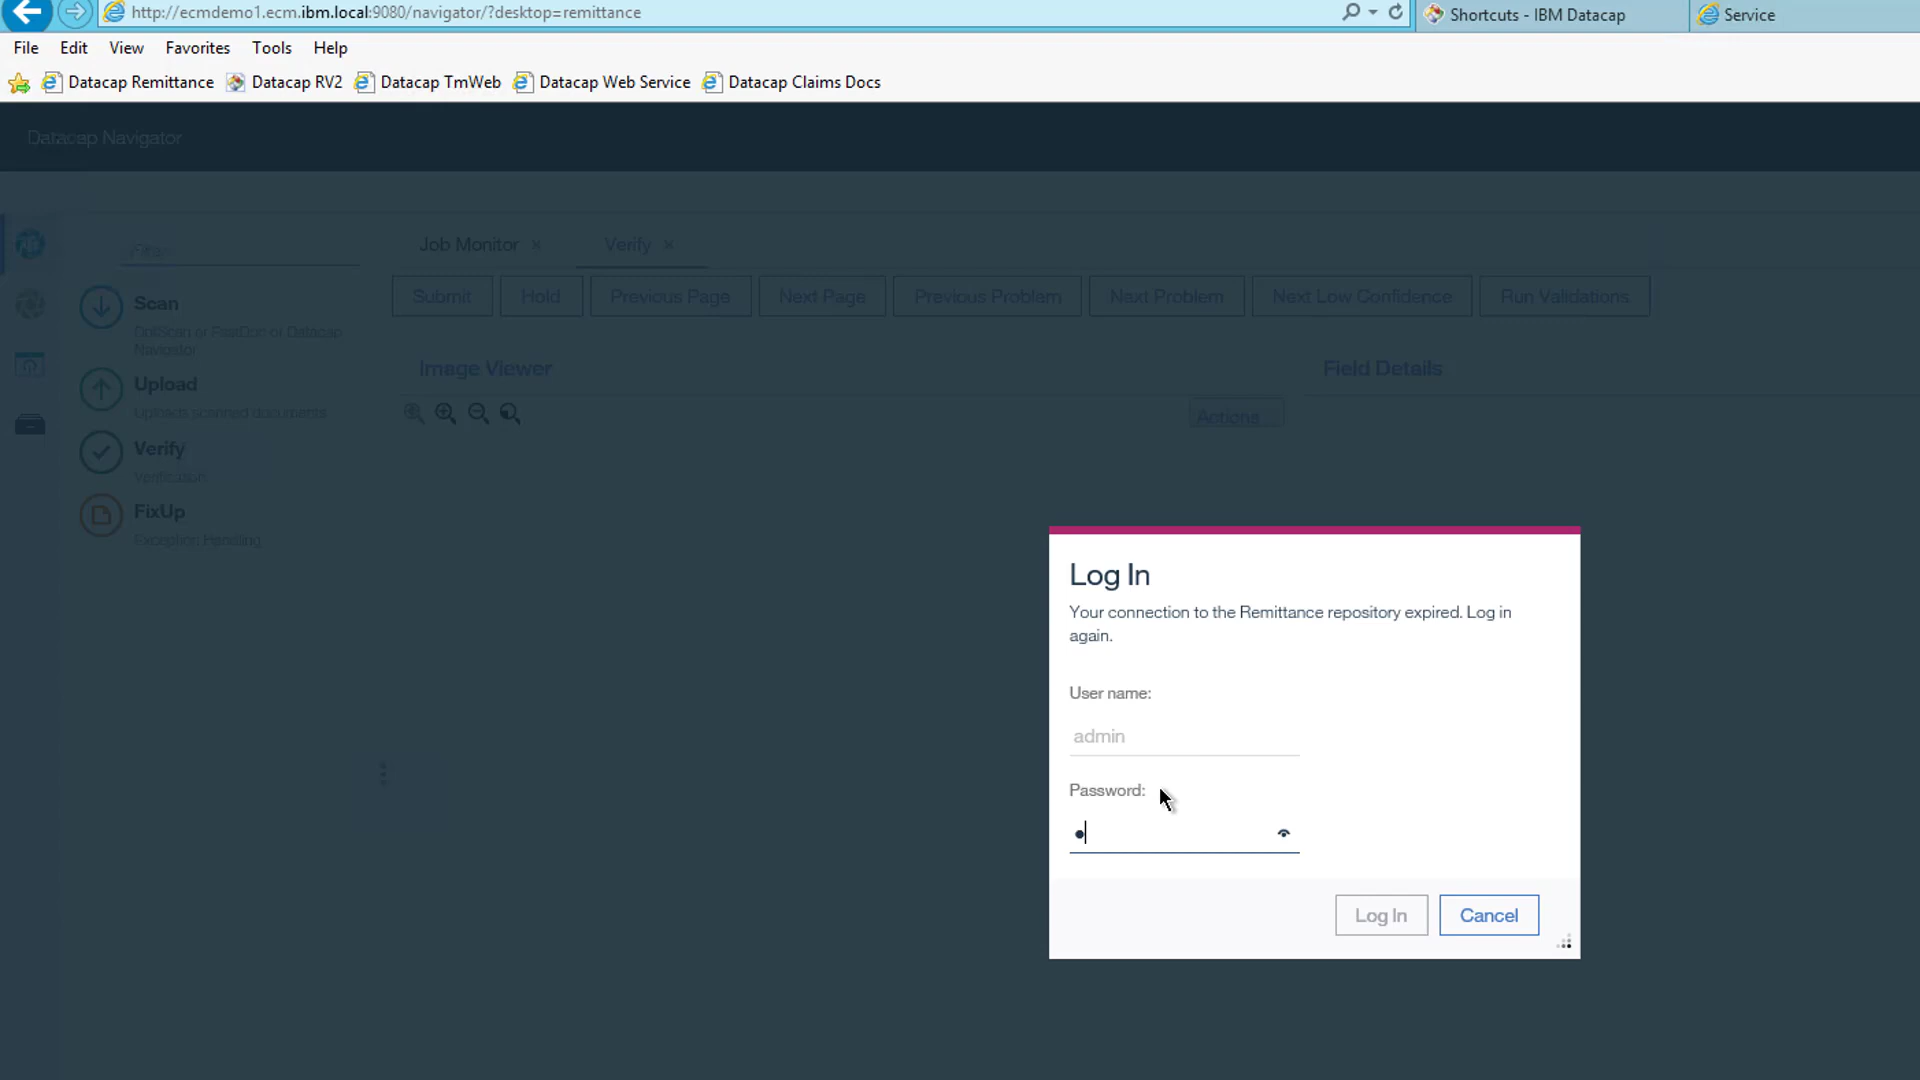 http://ecmdemo1.ecm.ibm.local:9080/navigator/?desktop=remittance
Shortcuts - IBM Datacap
Service
File Edit View Favorites Tools Help
Datacap Remittance Datacap RV2 Datacap TmWeb Datacap Web Service Datacap Claims Docs
Datacap Navigator
Filter
Job Monitor × Verify ×
Submit Hold Previous Page Next Page Previous Problem Next Problem Next Low Confidence Run Validations
Scan
DotScan or FastDoc or Datacap
Navigator
Upload
Uploads scanned documents
Verify
Verification
FixUp
Exception Handling
Image Viewer
Field Details
Actions
Log In
Your connection to the Remittance repository expired. Log in
again.
User name:
admin
Password:
Log In Cancel